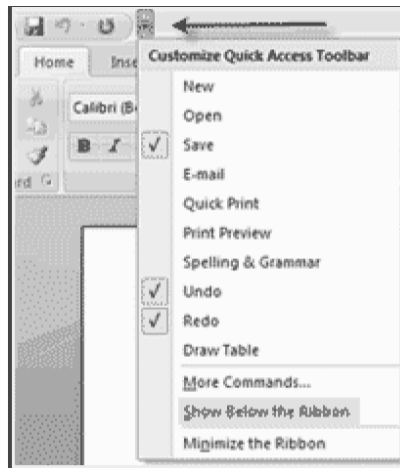 Customize Quick Access Toolbar
Home Inse
Calibri (B
B I
rd
New
Open
Save
E-mail
Quick Print
Print Preview
Spelling & Grammar
Undo
Redo
Draw Table
More Commands...
Show Below the Ribbon
Minimize the Ribbon